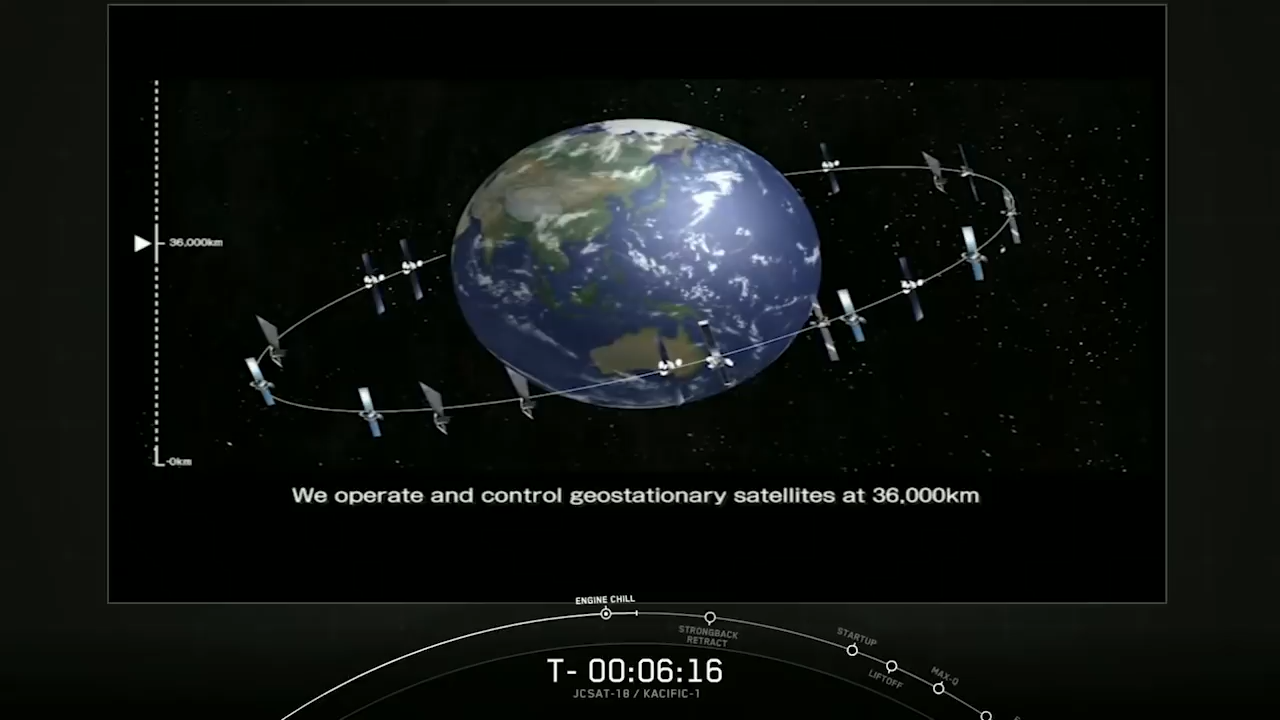 36,000km
0km
We operate and control geostationary satellites at 36,000km
ENGINE CHILL
STRONGBACK
RETRACT
STARTUP
LIFTOFF
MAX-Q
T- 00:06:16
JCSAT-18 / KACIFIC-1